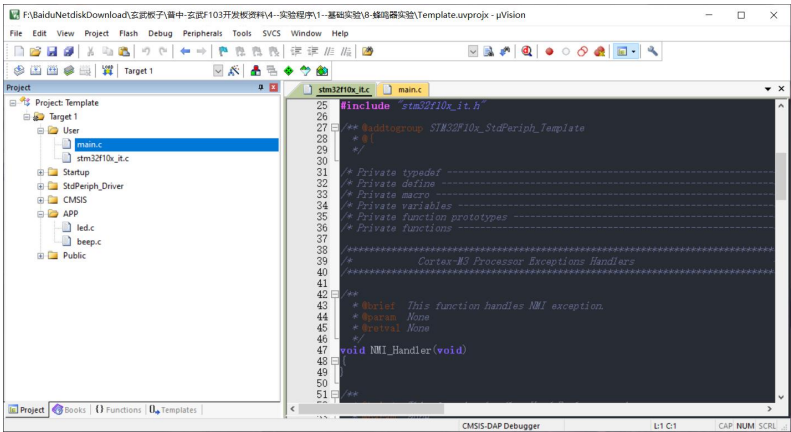 F:\BaiduNetdiskDownload\玄武板子\普中-玄武F103开发板资料\4--实验程序\1--基础实验\8-蜂鸣器实验\Template.uvprojx - µVision
File Edit View Project Flash Debug Peripherals Tools SVCS Window Help
Target 1
Project
stm32f10x_it.c main.c
Project: Template
Target 1
User
main.c
stm32f10x_it.c
Startup
StdPeriph_Driver
CMSIS
APP
led.c
beep.c
Public
25 #include "stm32f10x_it.h"
26
27 /** @addtogroup STM32F10x_StdPeriph_Template
28 * @{
29 */
30
31 /* Private typedef -----------------------------------------------
32 /* Private define ------------------------------------------------
33 /* Private macro -------------------------------------------------
34 /* Private variables ---------------------------------------------
35 /* Private function prototypes -----------------------------------
36 /* Private functions ---------------------------------------------
37
38 /*****************************************************************
39 /* Cortex-M3 Processor Exceptions Handlers
40 /*****************************************************************
41
42 /**
43 * @brief This function handles NMI exception.
44 * @param None
45 * @retval None
46 */
47 void NMI_Handler(void)
48 {
49 }
50
51 /**
Project Books Functions Templates
CMSIS-DAP Debugger L:1 C:1 CAP NUM SCRL